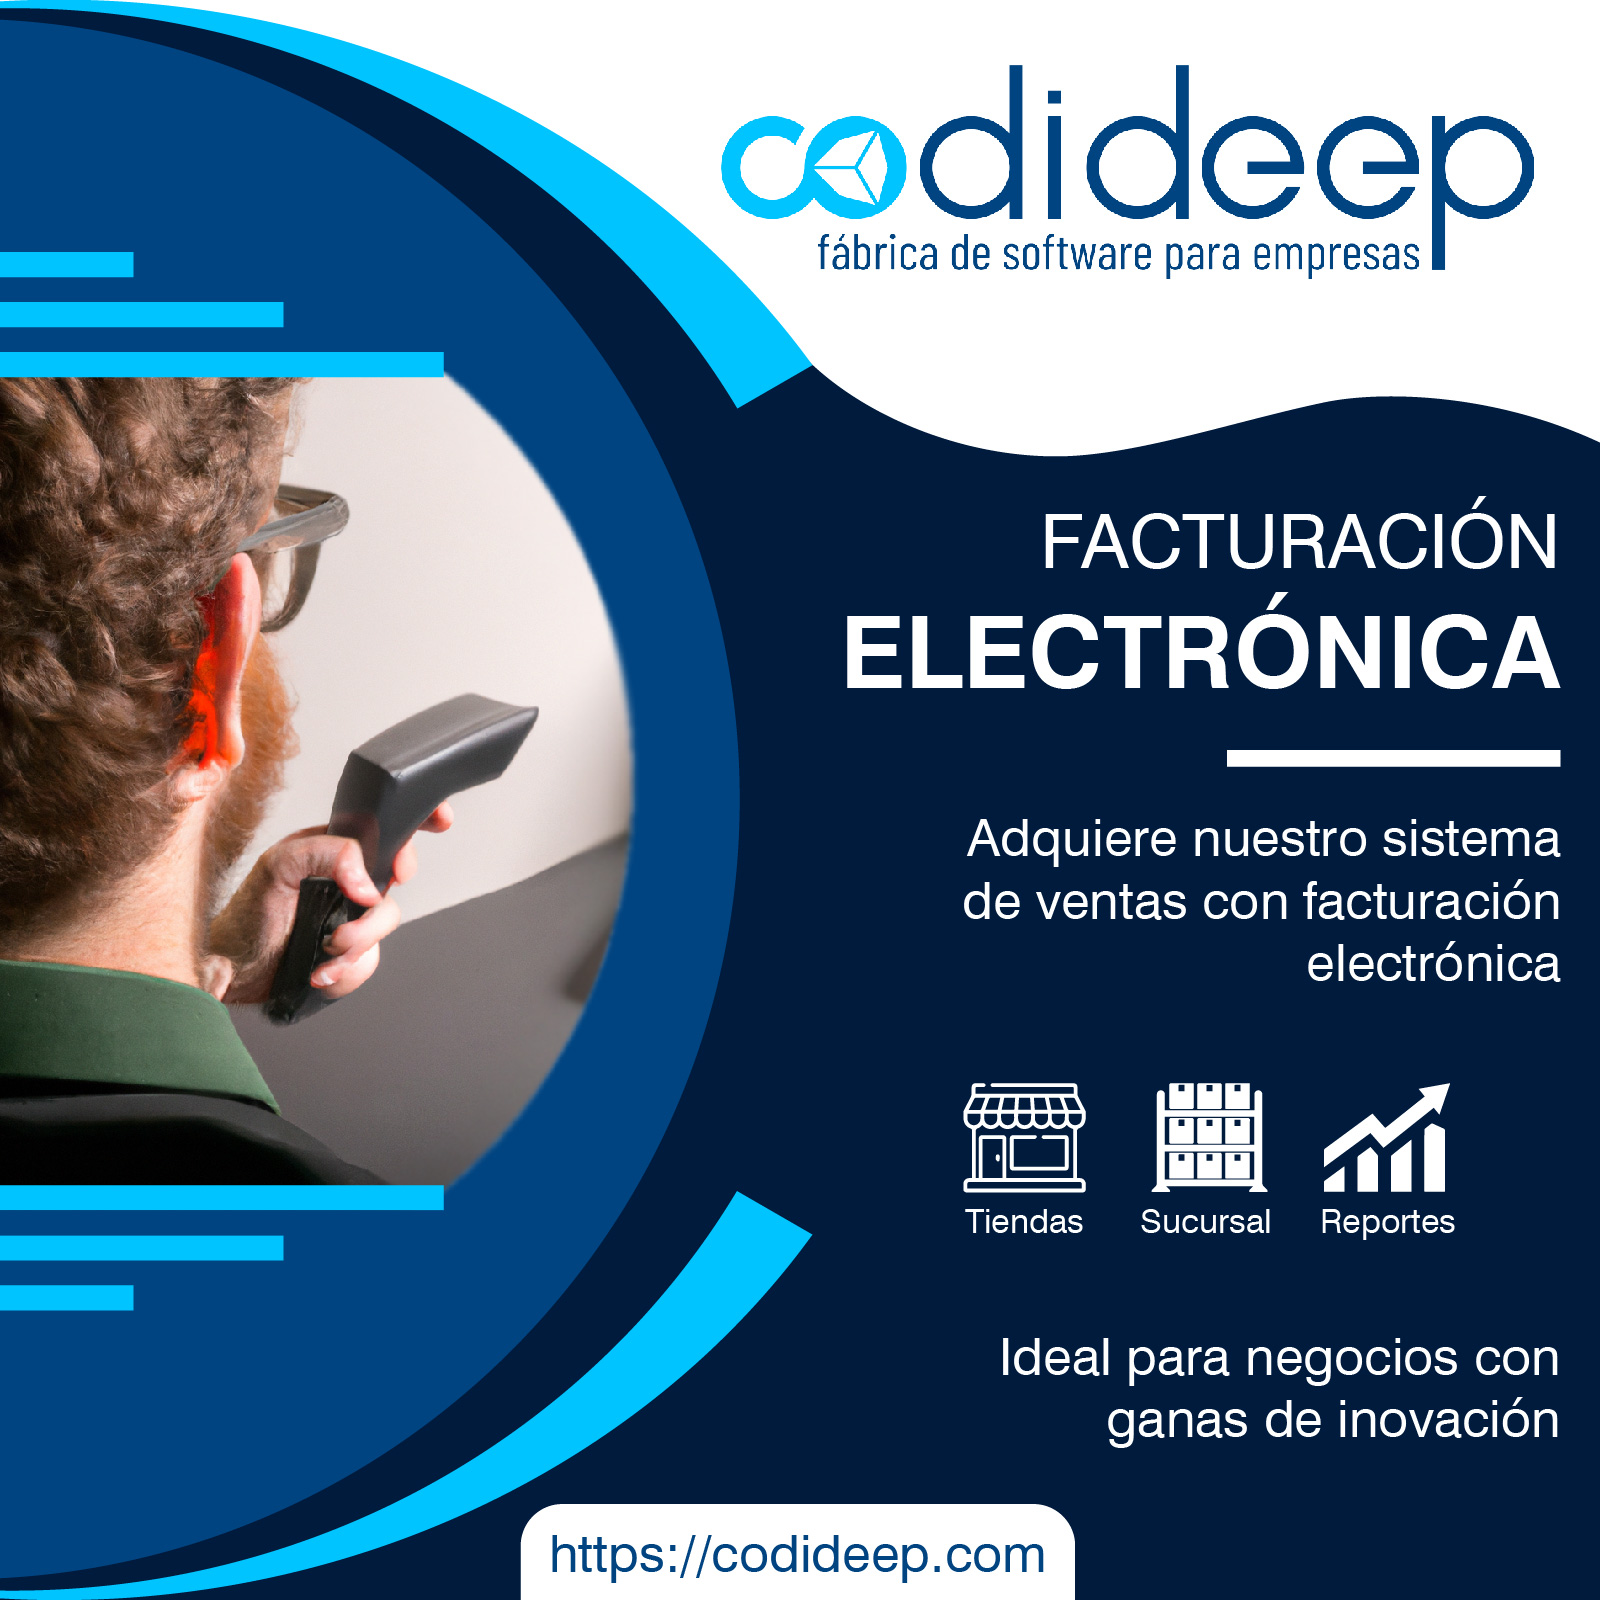 codideep
fábrica de software para empresas
FACTURACIÓN
ELECTRÓNICA
Adquiere nuestro sistema
de ventas con facturación
electrónica
Tiendas
Sucursal
Reportes
Ideal para negocios con
ganas de inovación
https://codideep.com